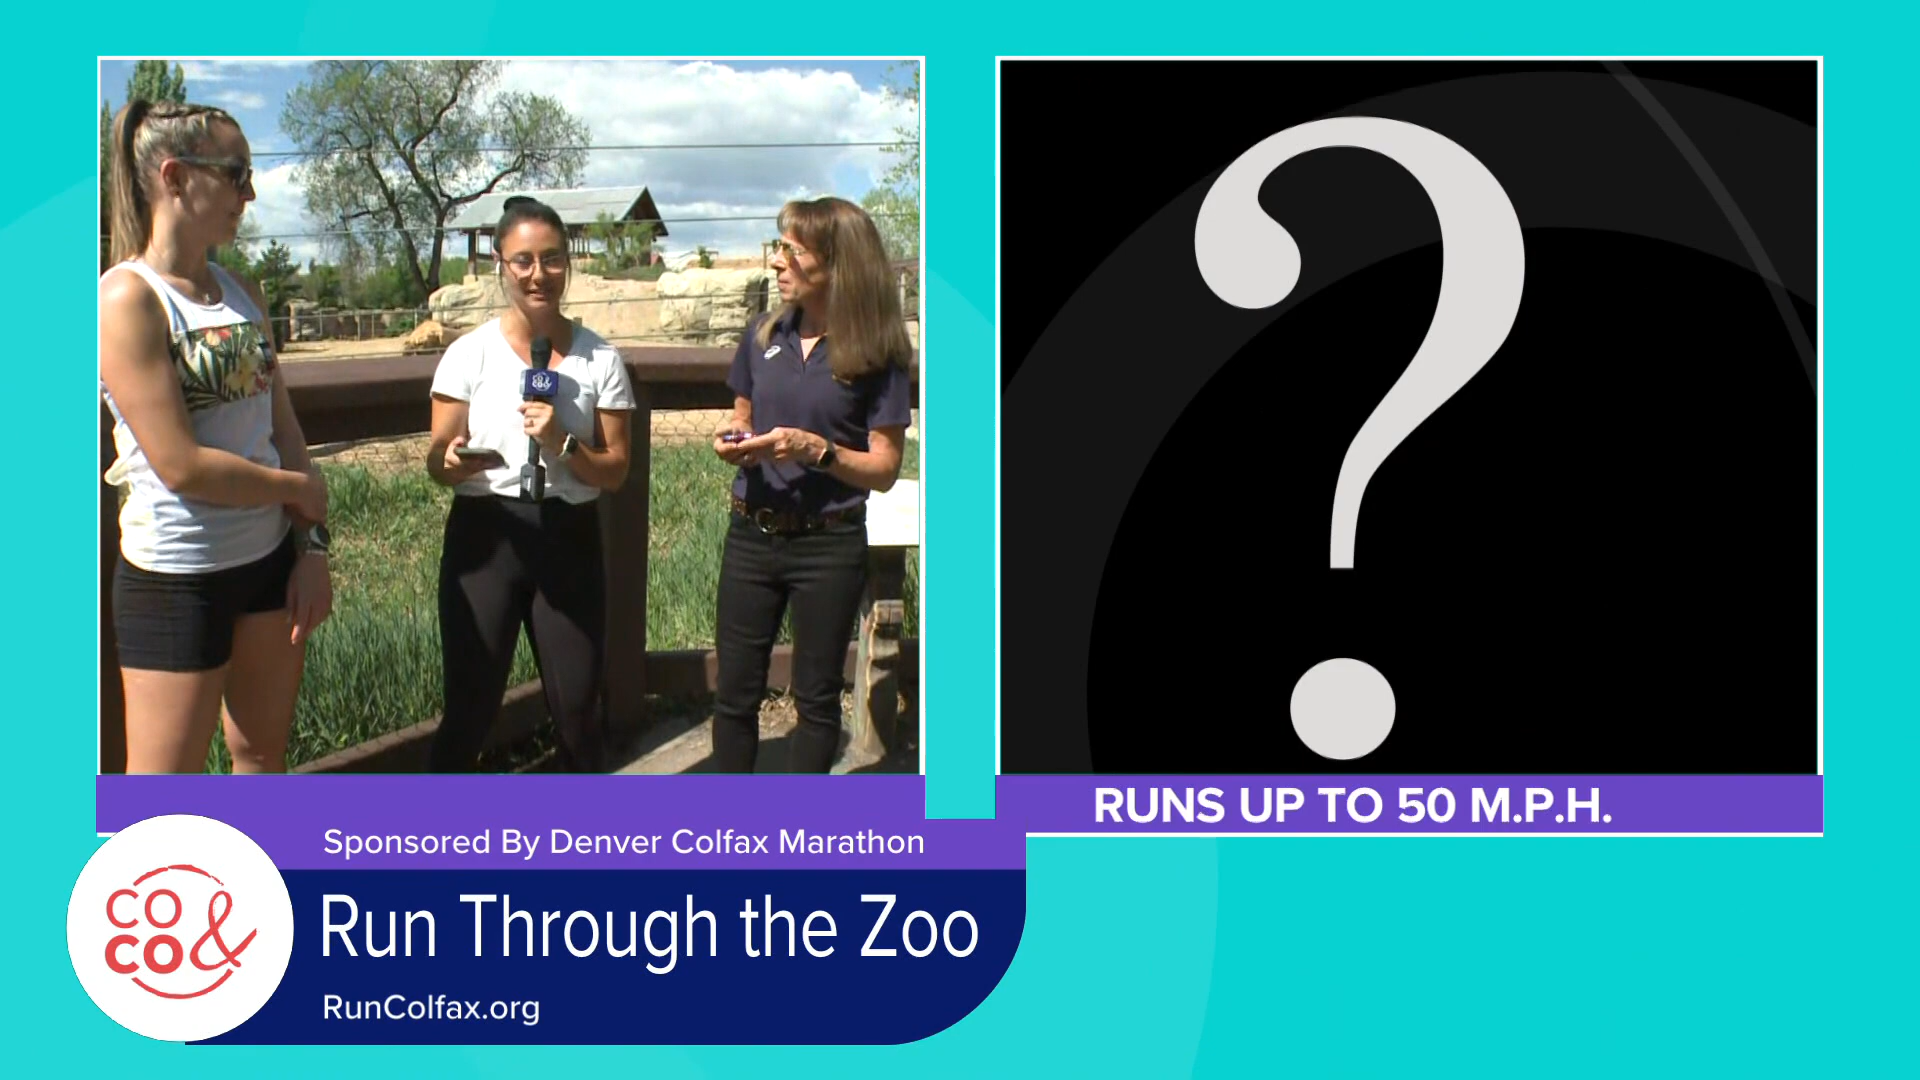 ?
RUNS UP TO 50 M.P.H.
Sponsored By Denver Colfax Marathon
CO
CO&
Run Through the Zoo
RunColfax.org